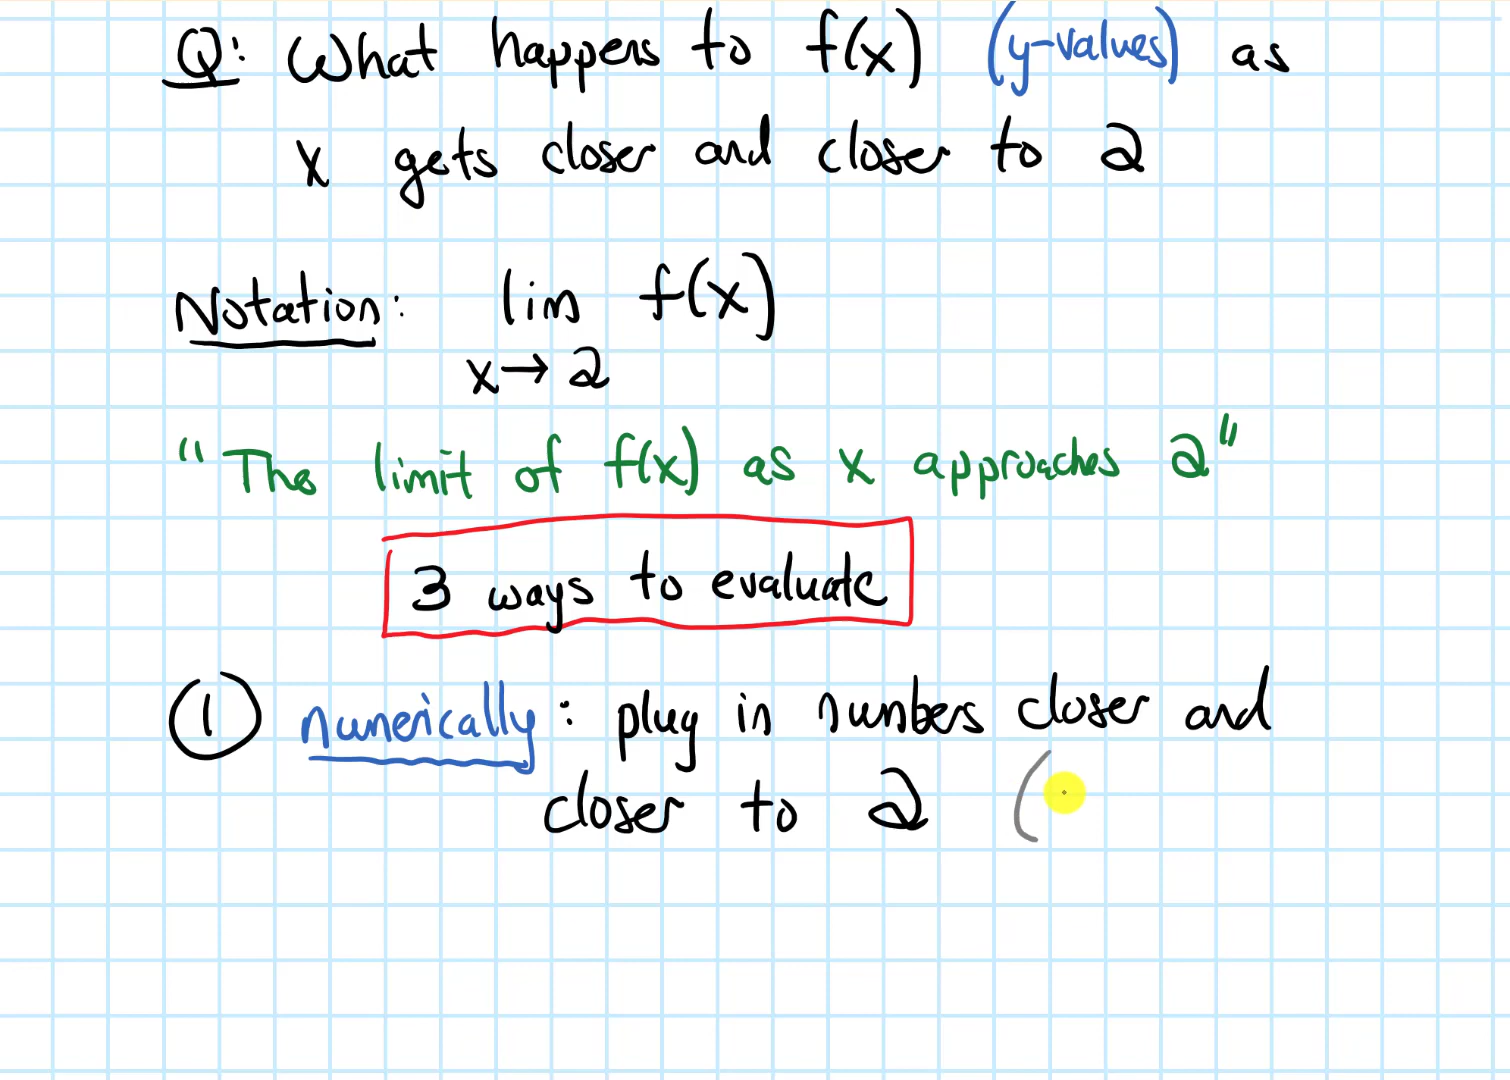 Q: What happens to f(x) (y-values) as
x gets closer and closer to 2
Notation: lim f(x)
x→2
"The limit of f(x) as x approaches 2"
3 ways to evaluate
① numerically: plug in numbers closer and
closer to 2 (